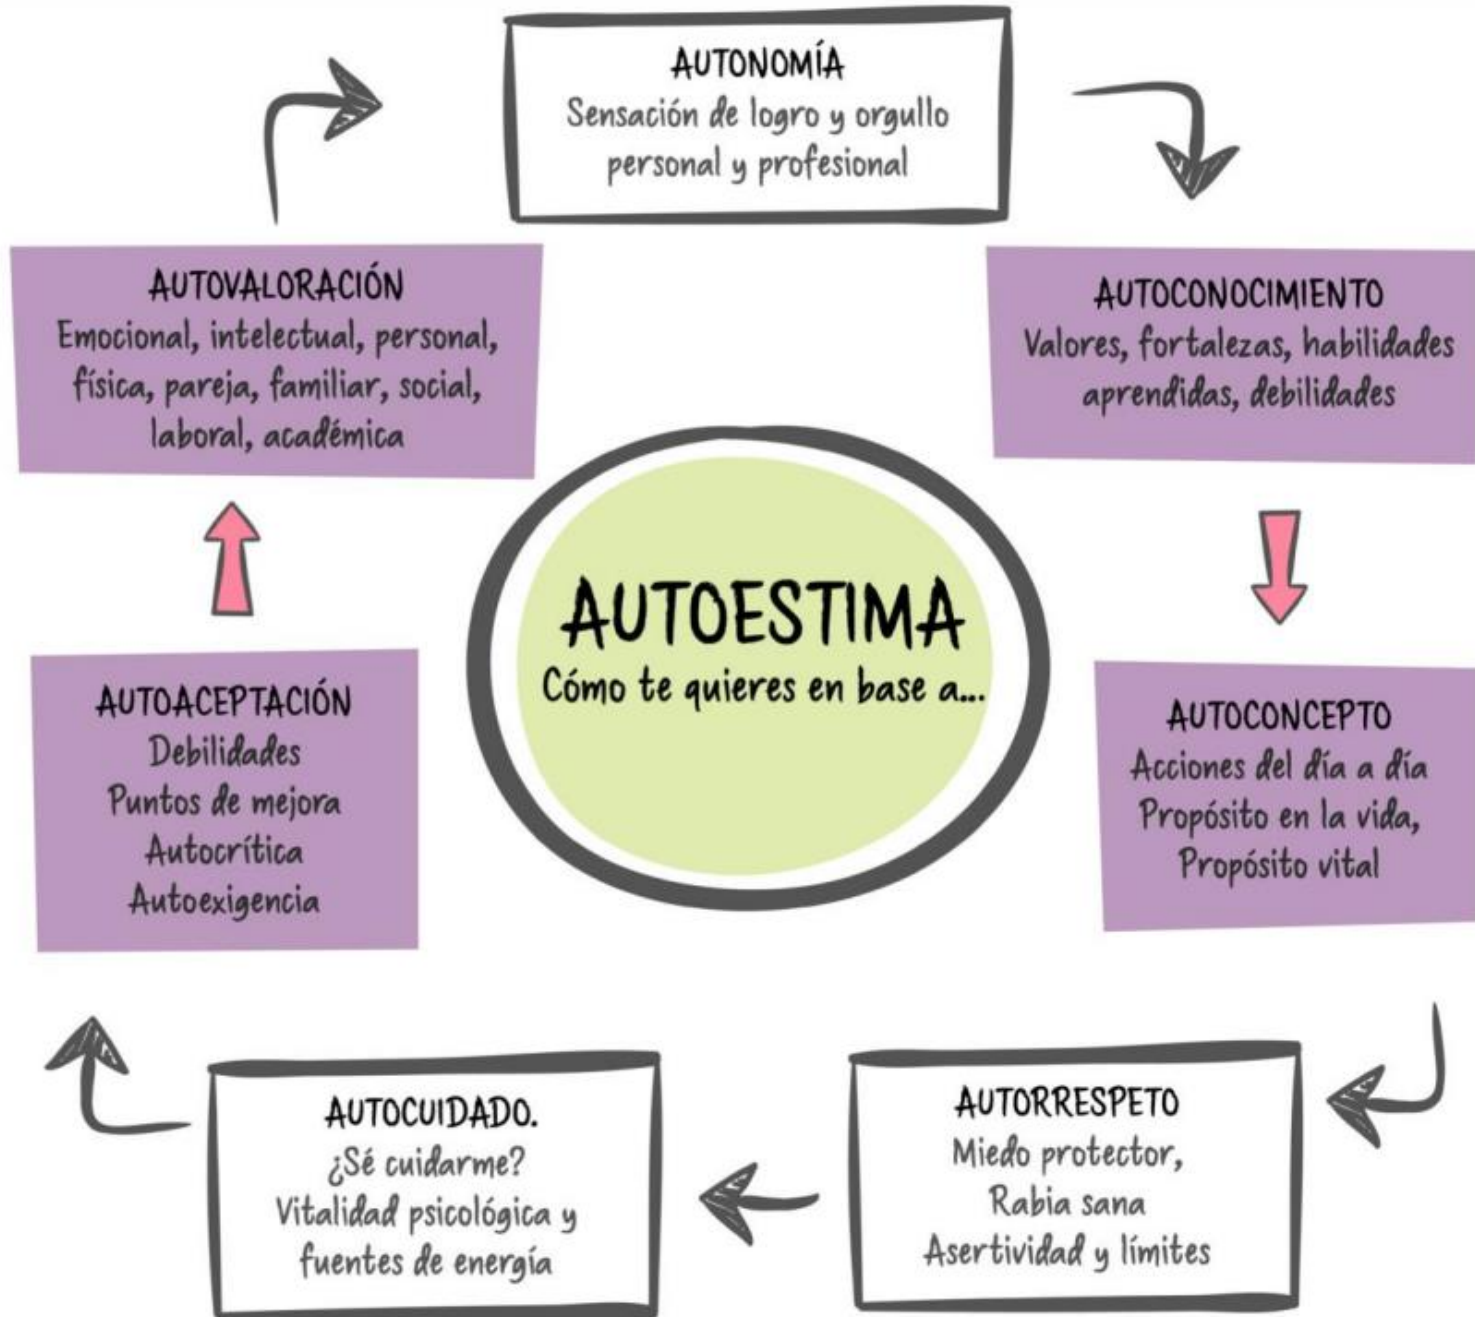 AUTONOMÍA
Sensación de logro y orgullo
personal y profesional
AUTOVALORACIÓN
Emocional, intelectual, personal,
física, pareja, familiar, social,
laboral, académica
AUTOCONOCIMIENTO
Valores, fortalezas, habilidades
aprendidas, debilidades
AUTOESTIMA
Cómo te quieres en base a...
AUTOACEPTACIÓN
Debilidades
Puntos de mejora
Autocrítica
Autoexigencia
AUTOCONCEPTO
Acciones del día a día
Propósito en la vida,
Propósito vital
AUTOCUIDADO.
¿Sé cuidarme?
Vitalidad psicológica y
fuentes de energía
AUTORRESPETO
Miedo protector,
Rabia sana
Asertividad y límites